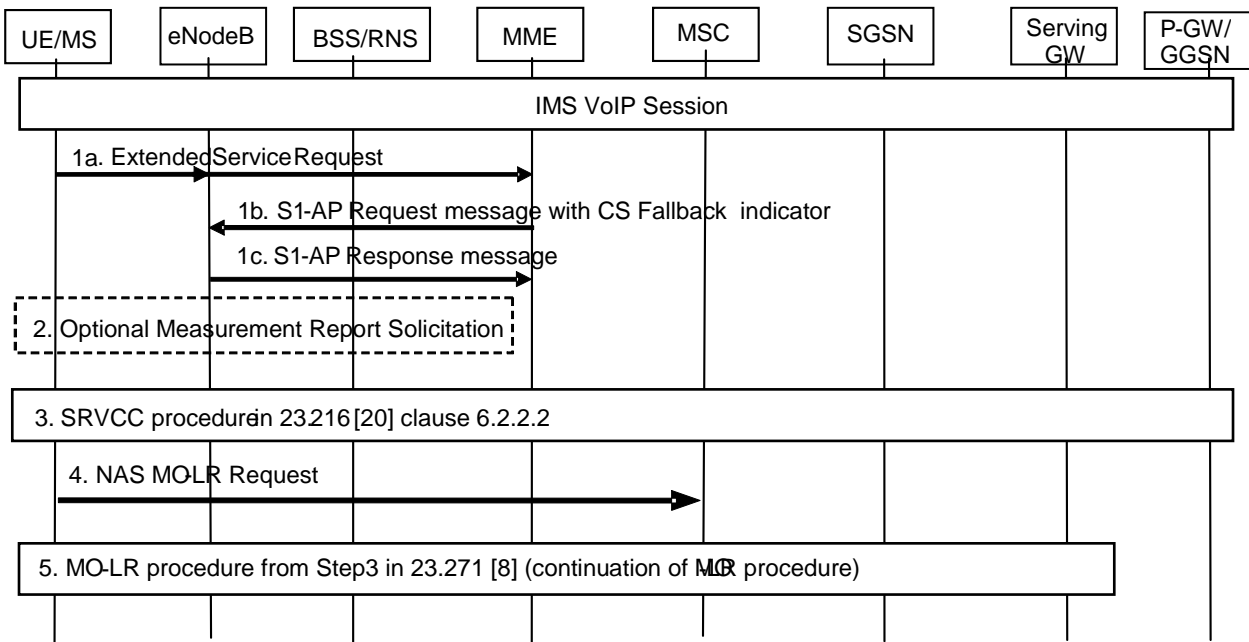 UE/MS
eNodeB
BSS/RNS
MME
MSC
SGSN
Serving
GW
P-GW/
GGSN
IMS VoIP Session
1a. Extended Service Request
1b. S1-AP Request message with CS Fallback indicator
1c. S1-AP Response message
2. Optional Measurement Report Solicitation
3. SRVCC procedure in 23.216 [20] clause 6.2.2.2
4. NAS MO-LR Request
5. MO-LR procedure from Step3 in 23.271 [8] (continuation of MO-LR procedure)